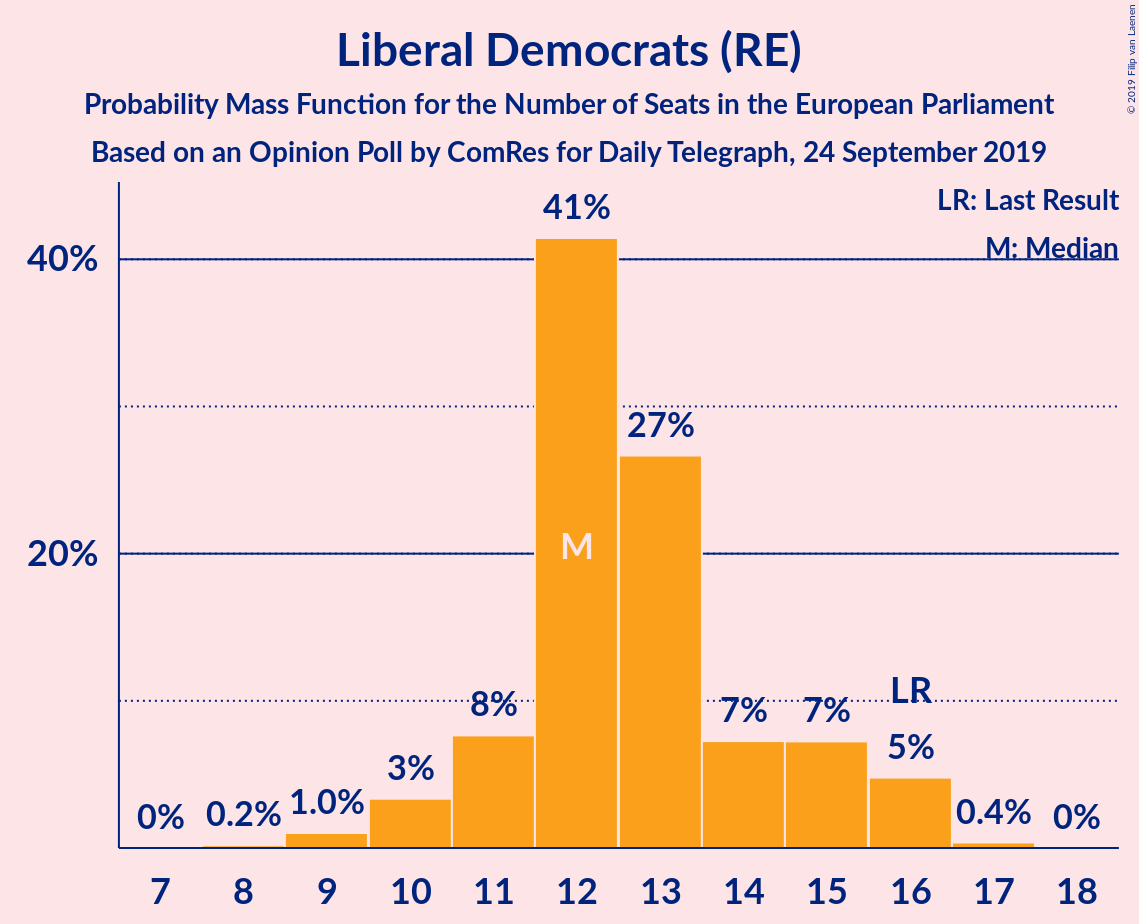 Liberal Democrats (RE)
Probability Mass Function for the Number of Seats in the European Parliament
Based on an Opinion Poll by ComRes for Daily Telegraph, 24 September 2019
© 2019 Filip van Laenen
LR: Last Result
M: Median
40%
20%
0%
0.2%
1.0%
3%
8%
41%
M
27%
7%
7%
LR
5%
0.4%
0%
7 8 9 10 11 12 13 14 15 16 17 18